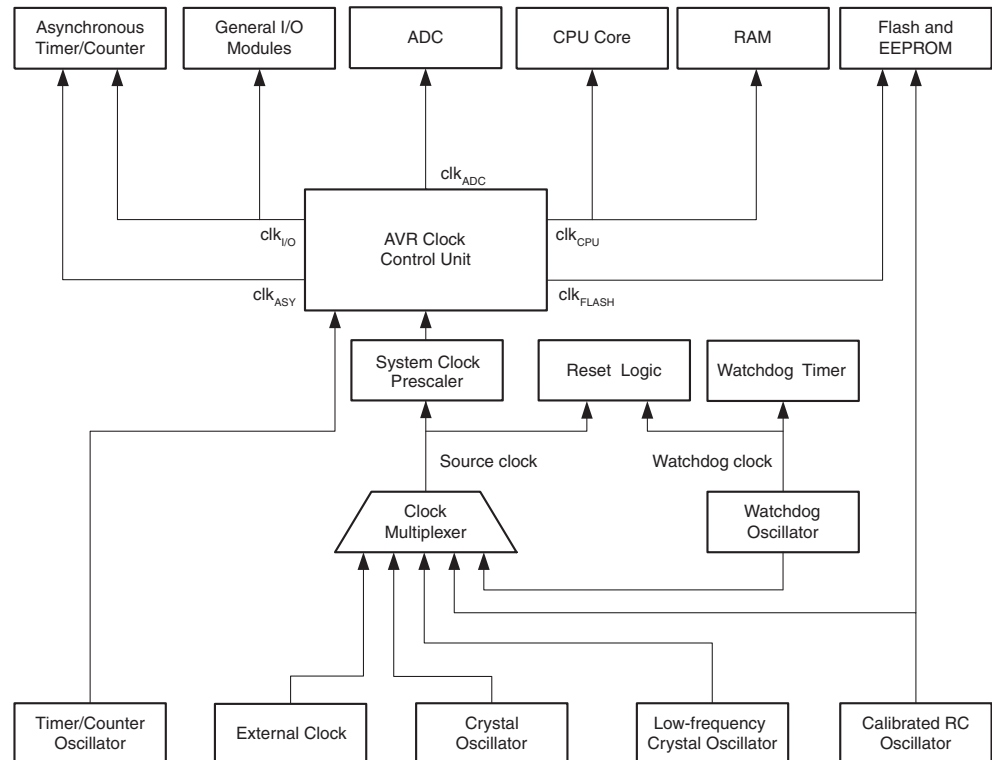 Asynchronous
Timer/Counter
General I/O
Modules
ADC
CPU Core
RAM
Flash and
EEPROM
clkADC
clkI/O
AVR Clock
Control Unit
clkCPU
clkASY
clkFLASH
System Clock
Prescaler
Reset Logic
Watchdog Timer
Source clock
Watchdog clock
Clock
Multiplexer
Watchdog
Oscillator
Timer/Counter
Oscillator
External Clock
Crystal
Oscillator
Low-frequency
Crystal Oscillator
Calibrated RC
Oscillator